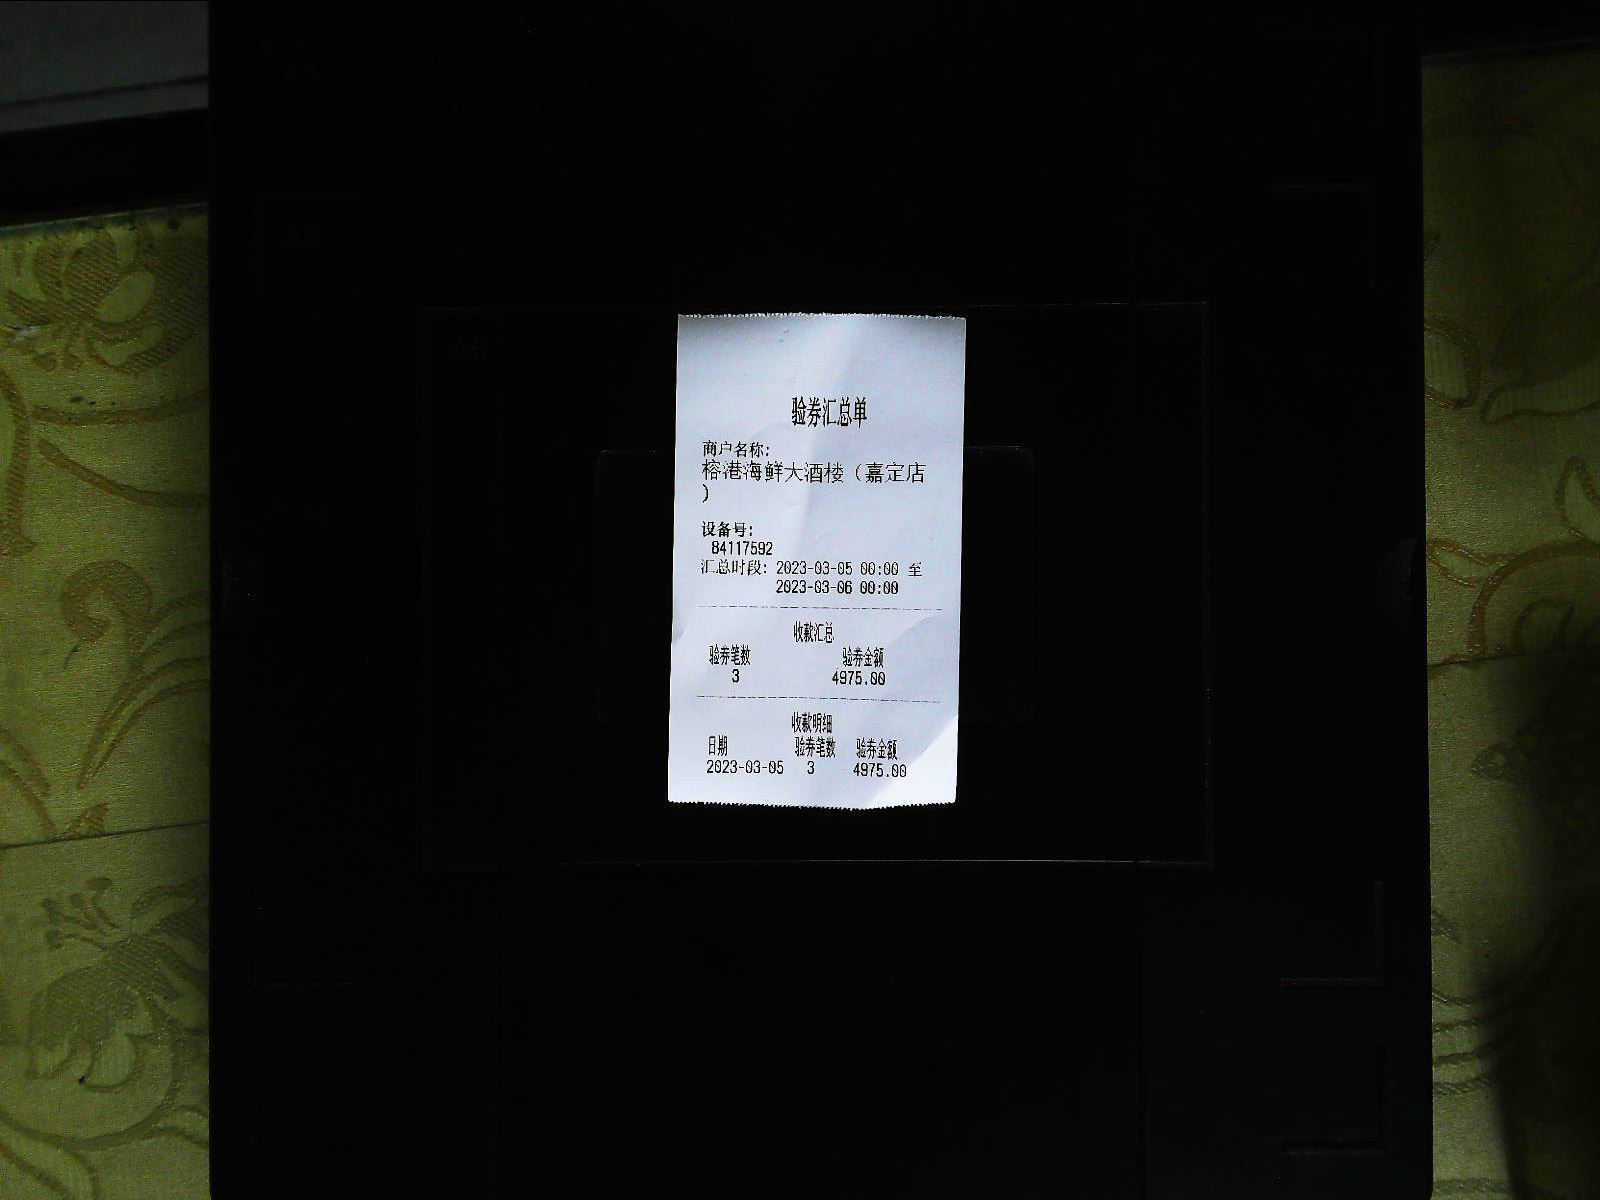 验券汇总单
商户名称:
榕港海鲜大酒楼（嘉定店
）
设备号:
84117592
汇总时段: 2023-03-05 00:00 至
2023-03-06 00:00
收款汇总
验券笔数 验券金额
3 4975.00
收款明细
日期 验券笔数 验券金额
2023-03-05 3 4975.00